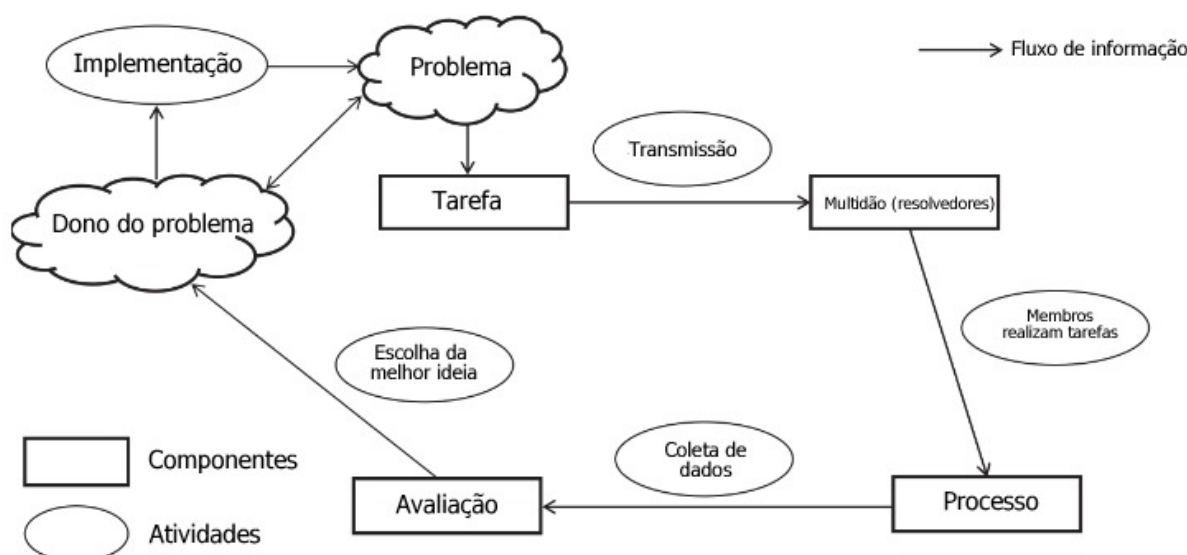 Implementação
Problema
Fluxo de informação
Transmissão
Tarefa
Multidão (resolvedores)
Dono do problema
Membros
realizam tarefas
Escolha da
melhor ideia
Coleta de
dados
Componentes
Avaliação
Processo
Atividades